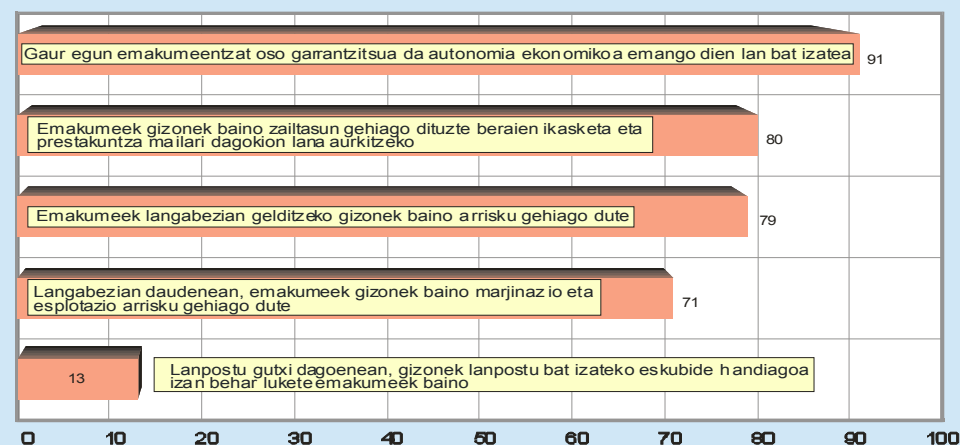 Gaur egun emakumeentzat oso garrantzitsua da autonomia ekonomikoa emango dien lan bat izatea
91
Emakumeek gizonek baino zailtasun gehiago dituzte beraien ikasketa eta
prestakuntza mailari dagokion lana aurkitzeko
80
Emakumeek langabezian gelditzeko gizonek baino arrisku gehiago dute
79
Langabezian daudenean, emakumeek gizonek baino marjinazio eta
esplotazio arrisku gehiago dute
71
13
Lanpostu gutxi dagoenean, gizonek lanpostu bat izateko eskubide handiagoa
izan behar lukete emakumeek baino
0 10 20 30 40 50 60 70 80 90 100